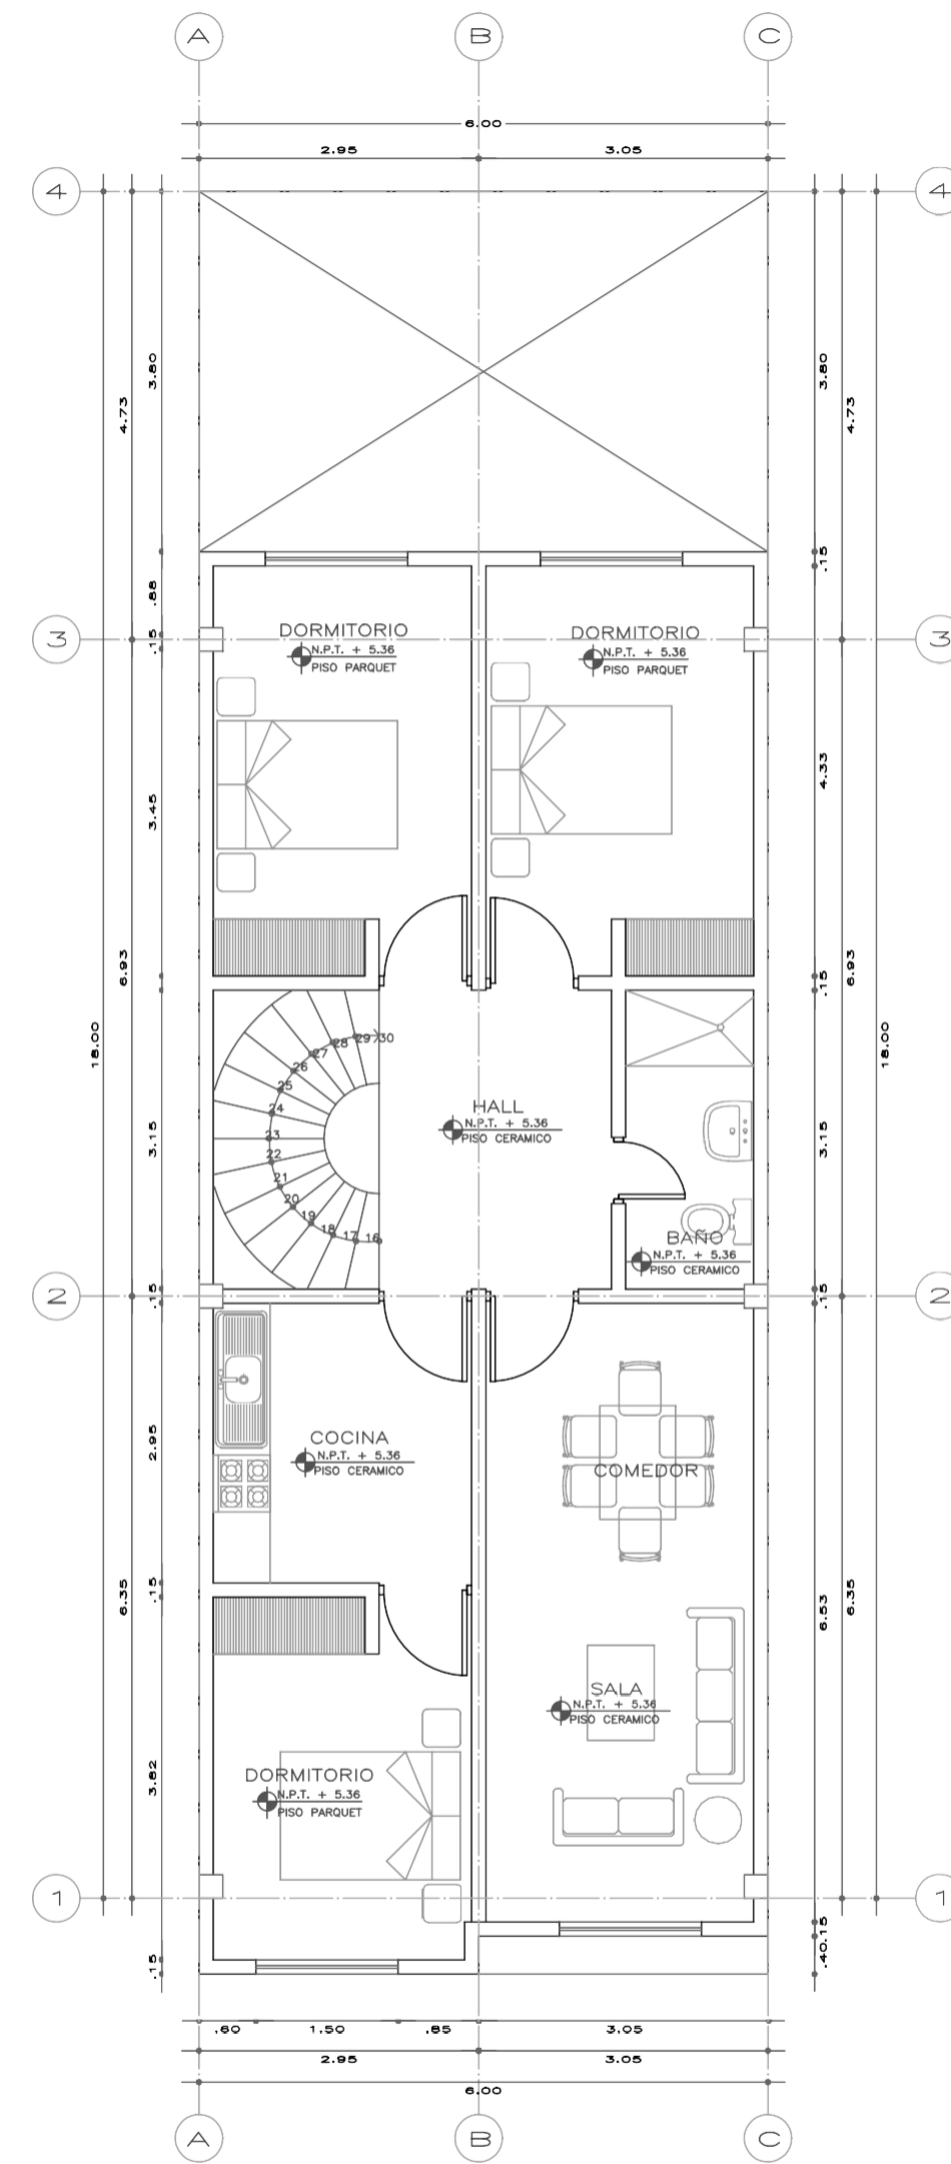 A B C
6.00
2.95 3.05
4 4
3.80 3.80
4.73 4.73
.15
.88
3 3
.15
DORMITORIO
N.P.T. + 5.36
PISO PARQUET
DORMITORIO
N.P.T. + 5.36
PISO PARQUET
3.45 4.33
6.93 .15 6.93
18.00 18.00
30
29
28
27
26
25
24
23
22
21
20
19
18
17
16
HALL
N.P.T. + 5.36
PISO CERAMICO
3.15 3.15
BAÑO
N.P.T. + 5.36
PISO CERAMICO
2 2
.15 .15
COCINA
N.P.T. + 5.36
PISO CERAMICO
2.95
COMEDOR
.15
6.35 6.53 6.35
SALA
N.P.T. + 5.36
PISO CERAMICO
DORMITORIO
N.P.T. + 5.36
PISO PARQUET
3.82
1 1
.15
.40
.15
.60 1.50 .85 3.05
2.95 3.05
6.00
A B C